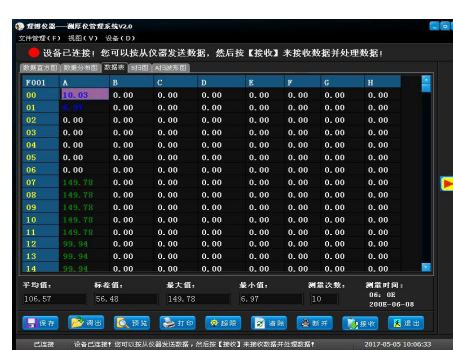 理博仪器——测厚仪管理系统V2.0
文件管理(F) 视图(V) 设备(D)
设备已连接! 您可以按从仪器发送数据, 然后按【接收】来接收数据并处理数据!
数据直方图 数据分布图 数据表 B扫图 A扫波形图
F001 A B C D E F G H
00 10.03 0.00 0.00 0.00 0.00 0.00 0.00 0.00
01 6.97 0.00 0.00 0.00 0.00 0.00 0.00 0.00
02 0.00 0.00 0.00 0.00 0.00 0.00 0.00 0.00
03 0.00 0.00 0.00 0.00 0.00 0.00 0.00 0.00
04 0.00 0.00 0.00 0.00 0.00 0.00 0.00 0.00
05 0.00 0.00 0.00 0.00 0.00 0.00 0.00 0.00
06 0.00 0.00 0.00 0.00 0.00 0.00 0.00 0.00
07 149.78 0.00 0.00 0.00 0.00 0.00 0.00 0.00
08 149.78 0.00 0.00 0.00 0.00 0.00 0.00 0.00
09 149.78 0.00 0.00 0.00 0.00 0.00 0.00 0.00
10 149.78 0.00 0.00 0.00 0.00 0.00 0.00 0.00
11 149.78 0.00 0.00 0.00 0.00 0.00 0.00 0.00
12 99.94 0.00 0.00 0.00 0.00 0.00 0.00 0.00
13 99.94 0.00 0.00 0.00 0.00 0.00 0.00 0.00
14 99.94 0.00 0.00 0.00 0.00 0.00 0.00 0.00
平均值: 标准值: 最大值: 最小值: 测量次数: 测量时间:
106.57 56.48 149.78 6.97 10 06: 0E
200E-06-08
保存 调出 预览 打印 超限 清除 断开 接收 退出
已连接 设备已连接! 您可以按从仪器发送数据, 然后按【接收】来接收数据并处理数据! 2017-05-05 10:06:33